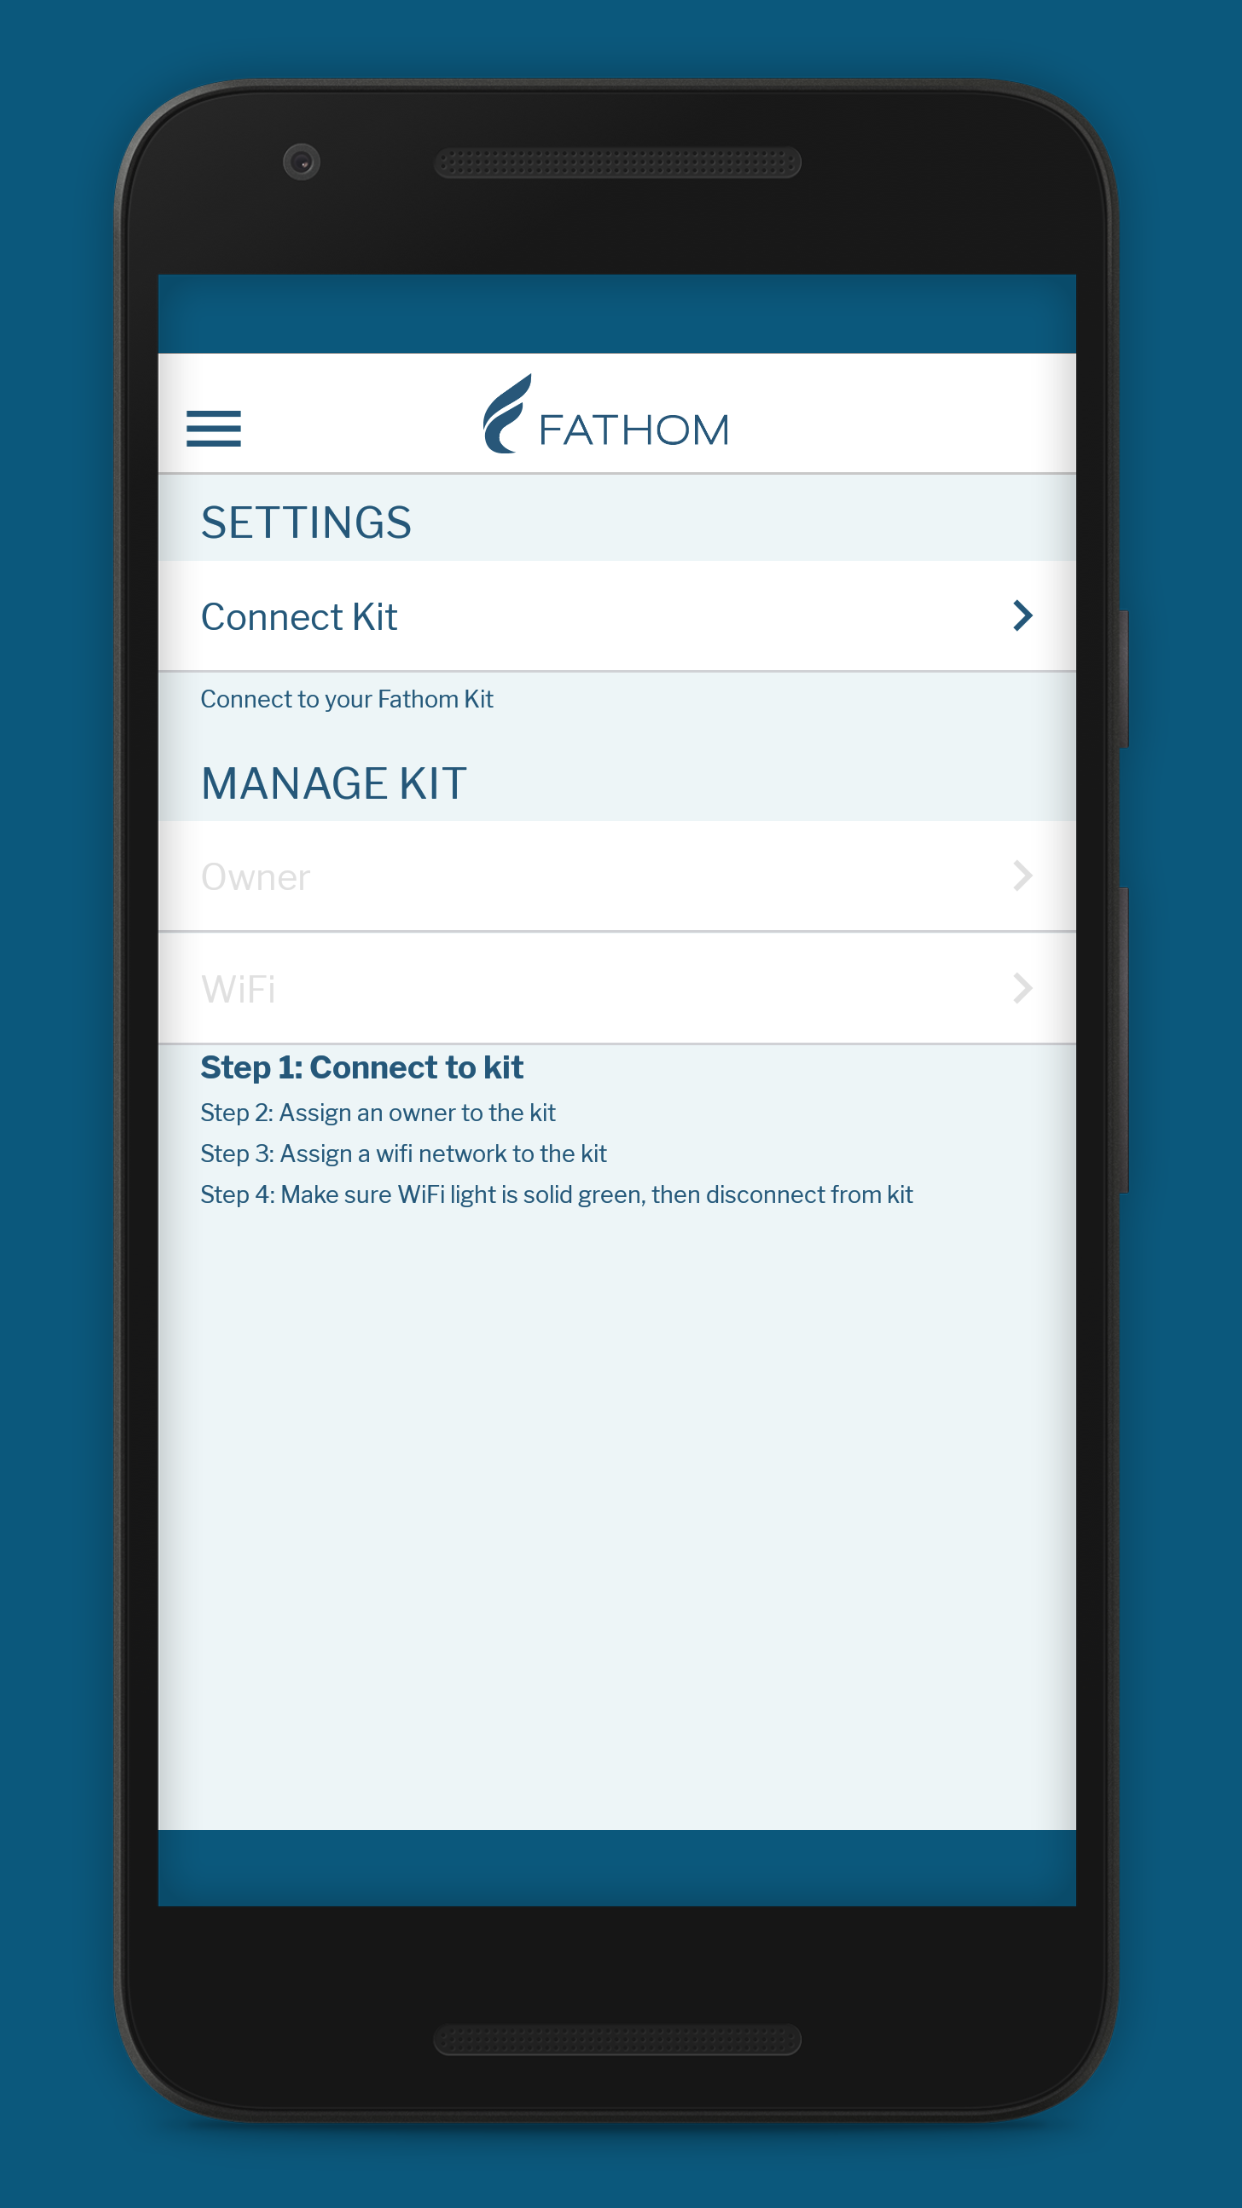 FATHOM
SETTINGS
Connect Kit
Connect to your Fathom Kit
MANAGE KIT
Owner
WiFi
Step 1: Connect to kit
Step 2: Assign an owner to the kit
Step 3: Assign a wifi network to the kit
Step 4: Make sure WiFi light is solid green, then disconnect from kit